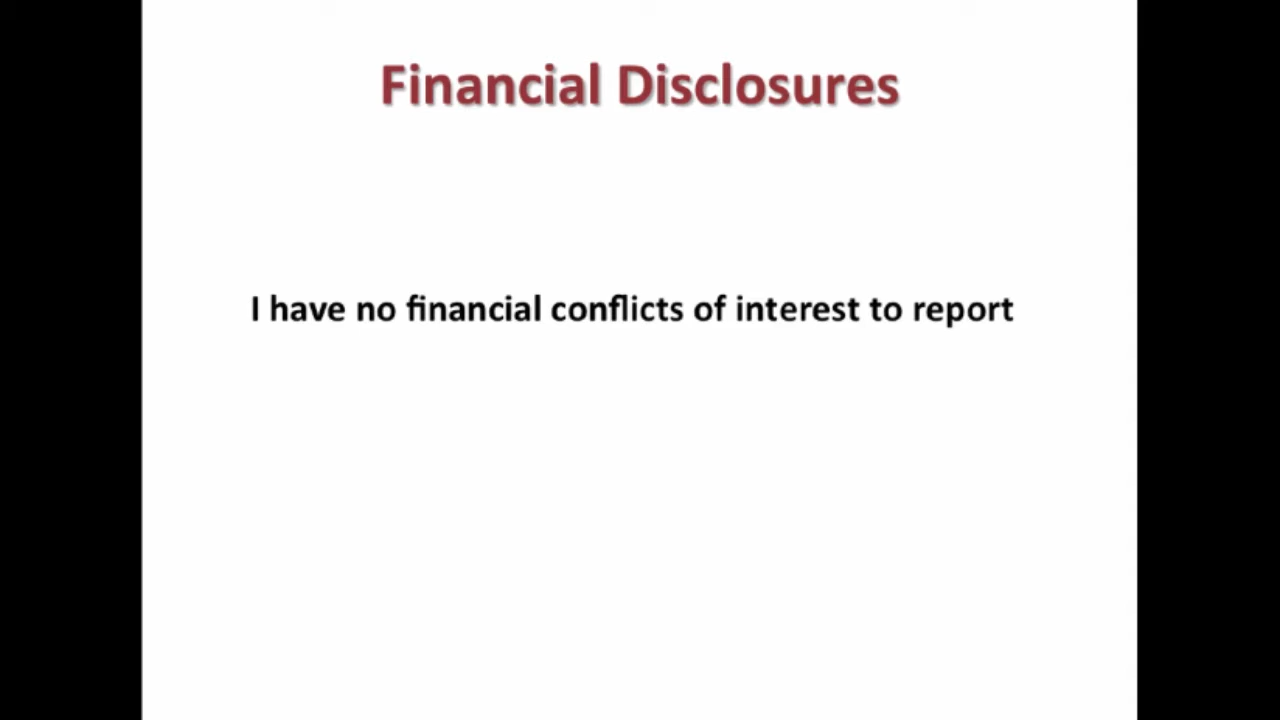 Financial Disclosures
I have no financial conflicts of interest to report